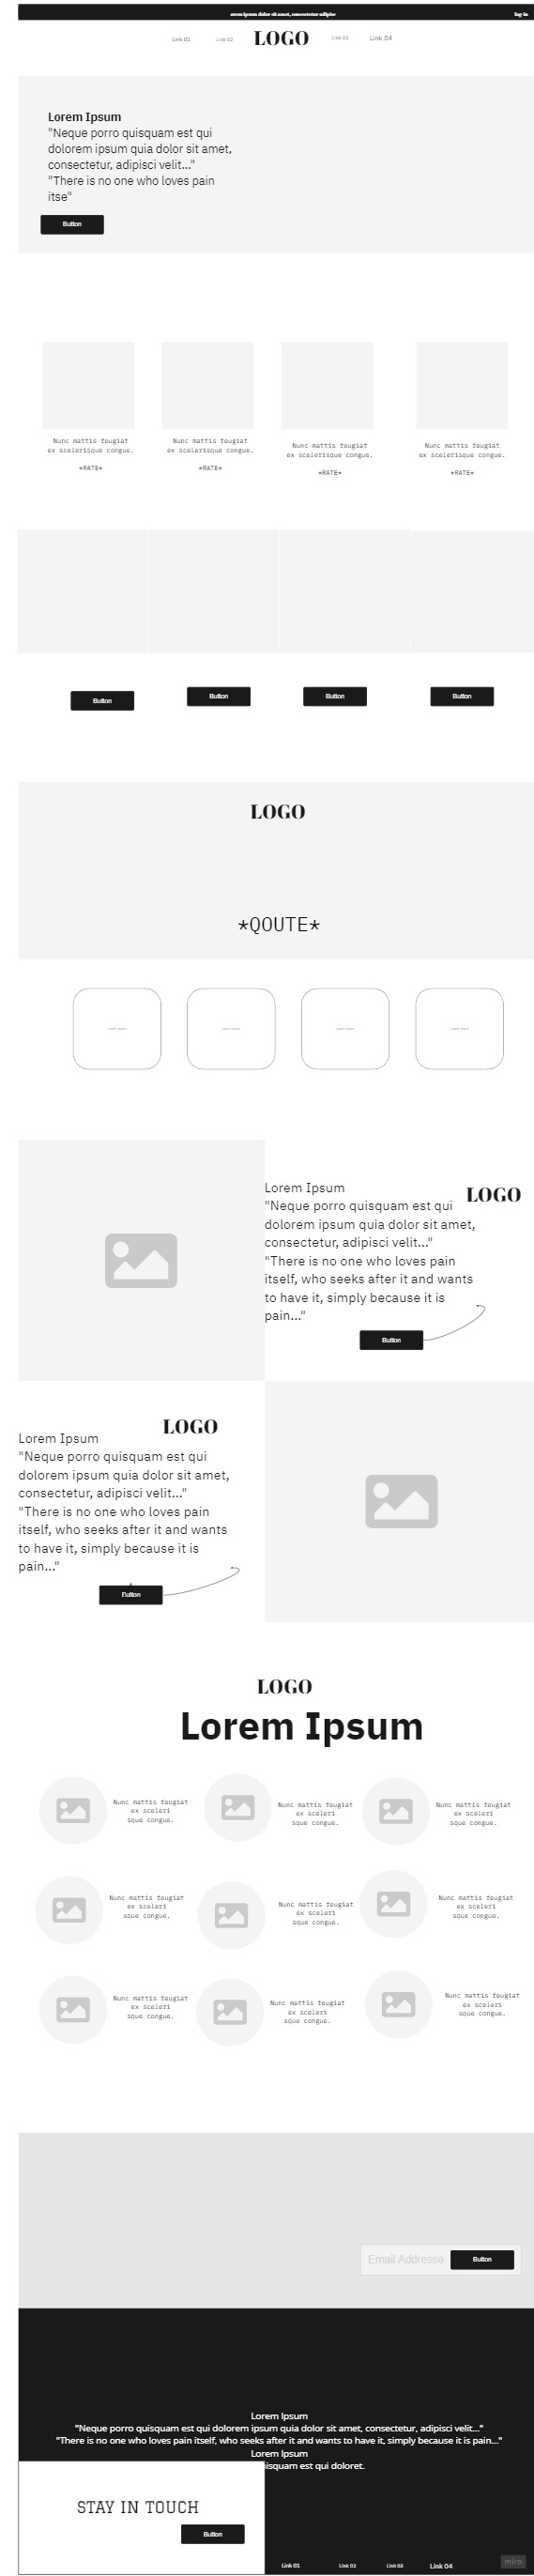 orem ipsum dolor sit amet, consectetur adipisc
log-in
Link 01
Link 02
LOGO
Link 03
Link 04
Lorem Ipsum
"Neque porro quisquam est qui
dolorem ipsum quia dolor sit amet,
consectetur, adipisci velit..."
"There is no one who loves pain
itse"
Button
Nunc mattis feugiat
ex scelerisque congue.
*RATE*
Nunc mattis feugiat
ex scelerisque congue.
*RATE*
Nunc mattis feugiat
ex scelerisque congue.
*RATE*
Nunc mattis feugiat
ex scelerisque congue.
*RATE*
Button
Button
Button
Button
LOGO
*QOUTE*
Lorem Ipsum
Lorem Ipsum
Lorem Ipsum
Lorem Ipsum
LOGO
Lorem Ipsum
"Neque porro quisquam est qui
dolorem ipsum quia dolor sit amet,
consectetur, adipisci velit..."
"There is no one who loves pain
itself, who seeks after it and wants
to have it, simply because it is
pain..."
Button
LOGO
Lorem Ipsum
"Neque porro quisquam est qui
dolorem ipsum quia dolor sit amet,
consectetur, adipisci velit..."
"There is no one who loves pain
itself, who seeks after it and wants
to have it, simply because it is
pain..."
Button
LOGO
Lorem Ipsum
Nunc mattis feugiat
ex sceleri
sque congue.
Nunc mattis feugiat
ex sceleri
sque congue.
Nunc mattis feugiat
ex sceleri
sque congue.
Nunc mattis feugiat
ex sceleri
sque congue.
Nunc mattis feugiat
ex sceleri
sque congue.
Nunc mattis feugiat
ex sceleri
sque congue.
Nunc mattis feugiat
ex sceleri
sque congue.
Nunc mattis feugiat
ex sceleri
sque congue.
Nunc mattis feugiat
ex sceleri
sque congue.
Email Addresse
Button
Lorem Ipsum
"Neque porro quisquam est qui dolorem ipsum quia dolor sit amet, consectetur, adipisci velit..."
"There is no one who loves pain itself, who seeks after it and wants to have it, simply because it is pain..."
Lorem Ipsum
isquam est qui doloret.
STAY IN TOUCH
Button
Link 01
Link 02
Link 03
Link 04
miro